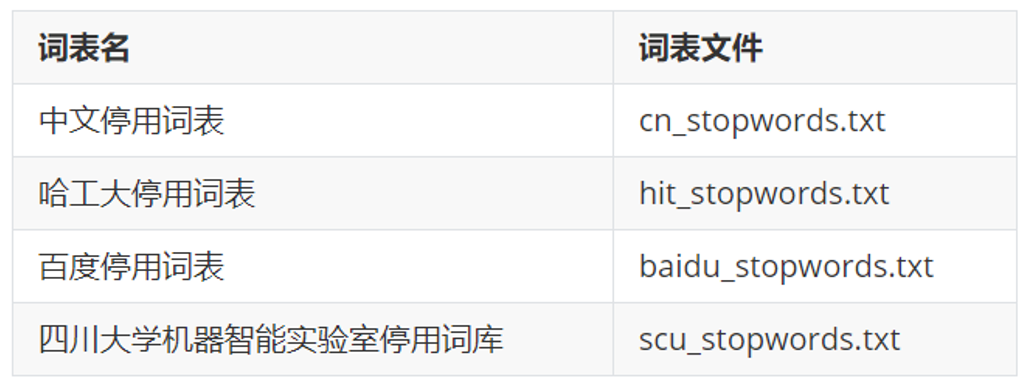 词表名 词表文件
中文停用词表 cn_stopwords.txt
哈工大停用词表 hit_stopwords.txt
百度停用词表 baidu_stopwords.txt
四川大学机器智能实验室停用词库 scu_stopwords.txt